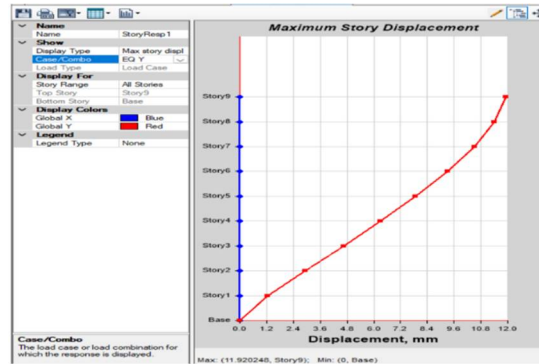 Name
Name StoryResp1
Show
Display Type Max story displ
Case/Combo EQ Y
Load Type Load Case
Display For
Story Range All Stories
Top Story Story9
Bottom Story Base
Display Colors
Global X Blue
Global Y Red
Legend
Legend Type None
Case/Combo
The load case or load combination for
which the response is displayed.
Maximum Story Displacement
Story9
Story8
Story7
Story6
Story5
Story4
Story3
Story2
Story1
Base
0.0 1.2 2.4 3.6 4.8 6.0 7.2 8.4 9.6 10.8 12.0
Displacement, mm
Max: (11.920248, Story9); Min: (0, Base)